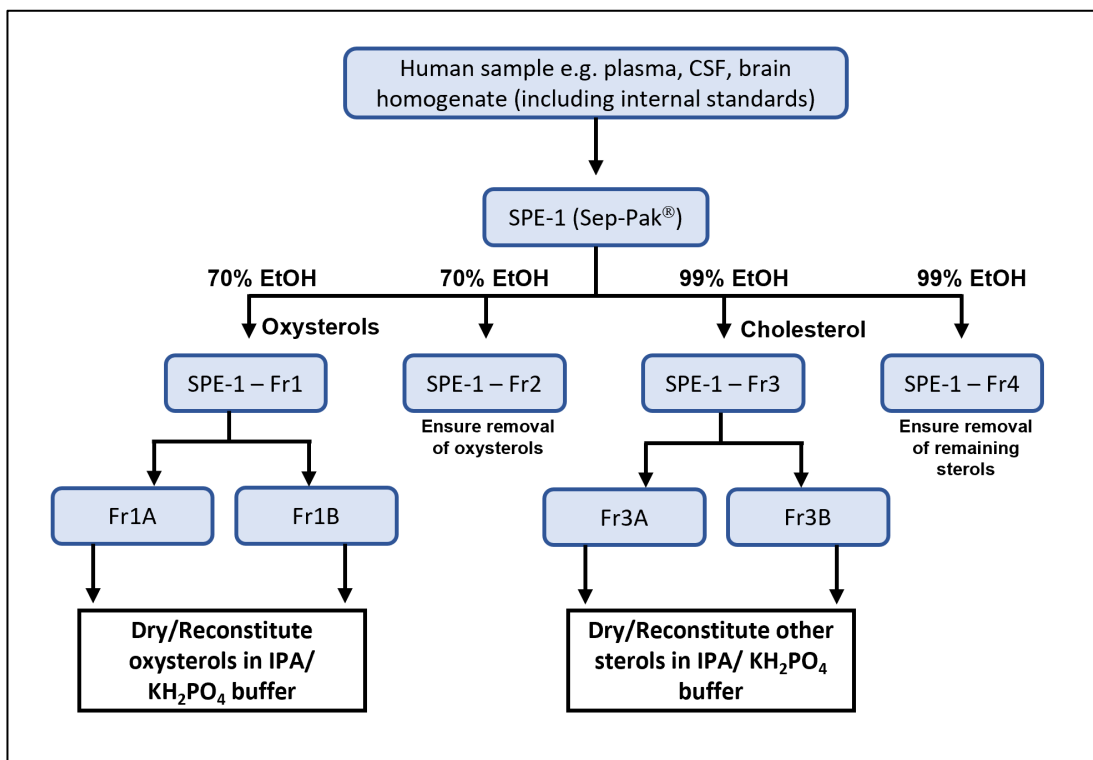 Human sample e.g. plasma, CSF, brain
homogenate (including internal standards)
SPE-1 (Sep-Pak®)
70% EtOH
70% EtOH
99% EtOH
99% EtOH
Oxysterols
Cholesterol
SPE-1 – Fr1
SPE-1 – Fr2
SPE-1 – Fr3
SPE-1 – Fr4
Ensure removal
of oxysterols
Ensure removal
of remaining
sterols
Fr1A
Fr1B
Fr3A
Fr3B
Dry/Reconstitute
oxysterols in IPA/
KH₂PO₄ buffer
Dry/Reconstitute other
sterols in IPA/ KH₂PO₄
buffer